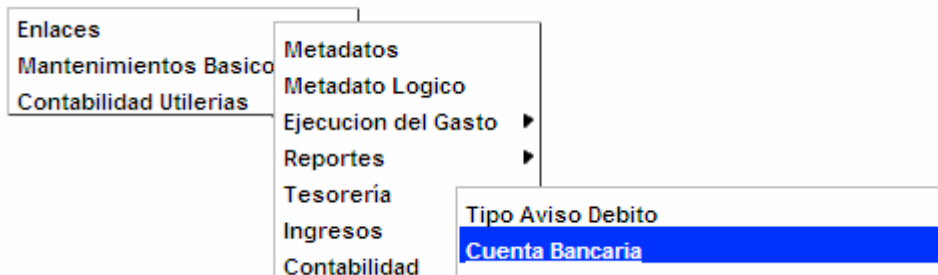 Enlaces
Mantenimientos Basico
Contabilidad Utilerias
Metadatos
Metadato Logico
Ejecucion del Gasto
Reportes
Tesorería
Ingresos
Contabilidad
Tipo Aviso Debito
Cuenta Bancaria